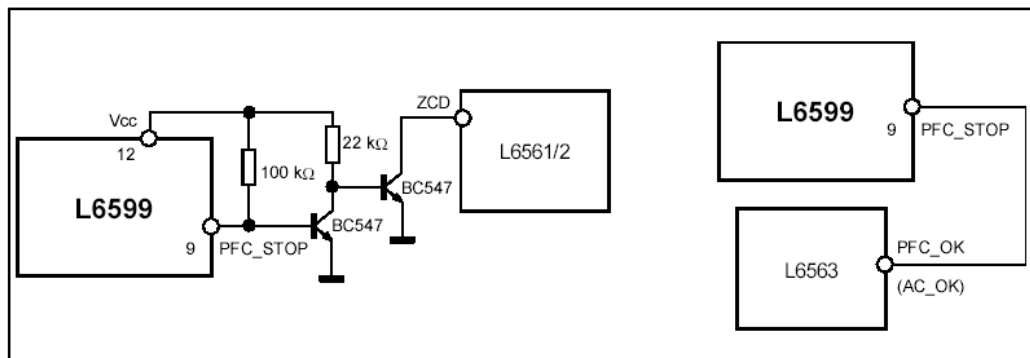 Vcc
12
L6599
9
PFC_STOP
100 kΩ
22 kΩ
BC547
BC547
ZCD
L6561/2
L6599
9
PFC_STOP
L6563
PFC_OK
(AC_OK)